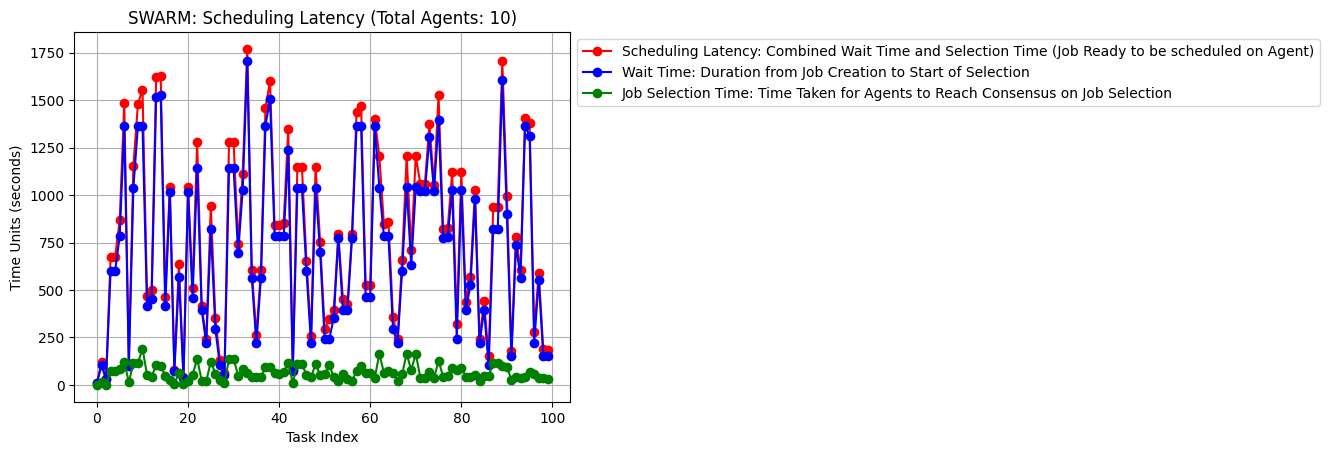 SWARM: Scheduling Latency (Total Agents: 10)
Scheduling Latency: Combined Wait Time and Selection Time (Job Ready to be scheduled on Agent)
Wait Time: Duration from Job Creation to Start of Selection
Job Selection Time: Time Taken for Agents to Reach Consensus on Job Selection
Time Units (seconds)
1750
1500
1250
1000
750
500
250
0
0 20 40 60 80 100
Task Index